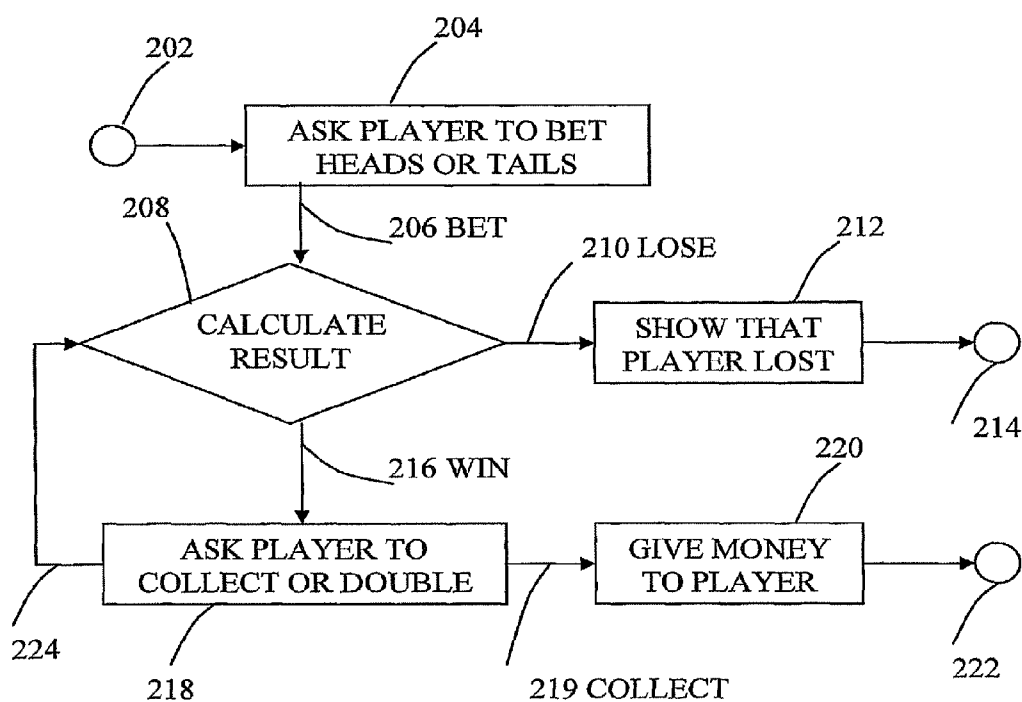 204
202
ASK PLAYER TO BET
HEADS OR TAILS
208
206 BET
210 LOSE
212
CALCULATE
RESULT
SHOW THAT
PLAYER LOST
214
216 WIN
220
ASK PLAYER TO
COLLECT OR DOUBLE
GIVE MONEY
TO PLAYER
224
218
219 COLLECT
222